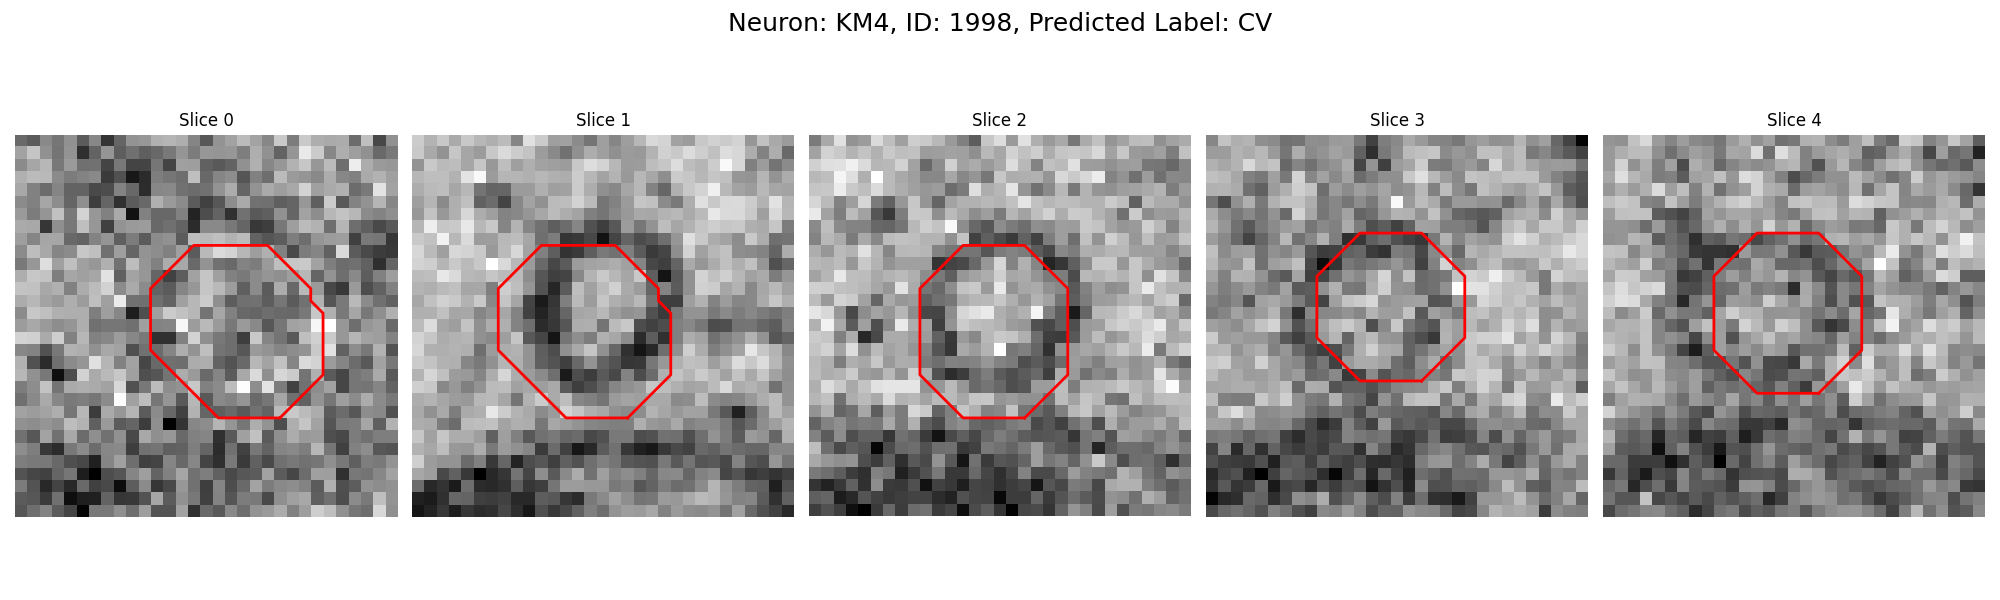 Neuron: KM4, ID: 1998, Predicted Label: CV
Slice 0
Slice 1
Slice 2
Slice 3
Slice 4